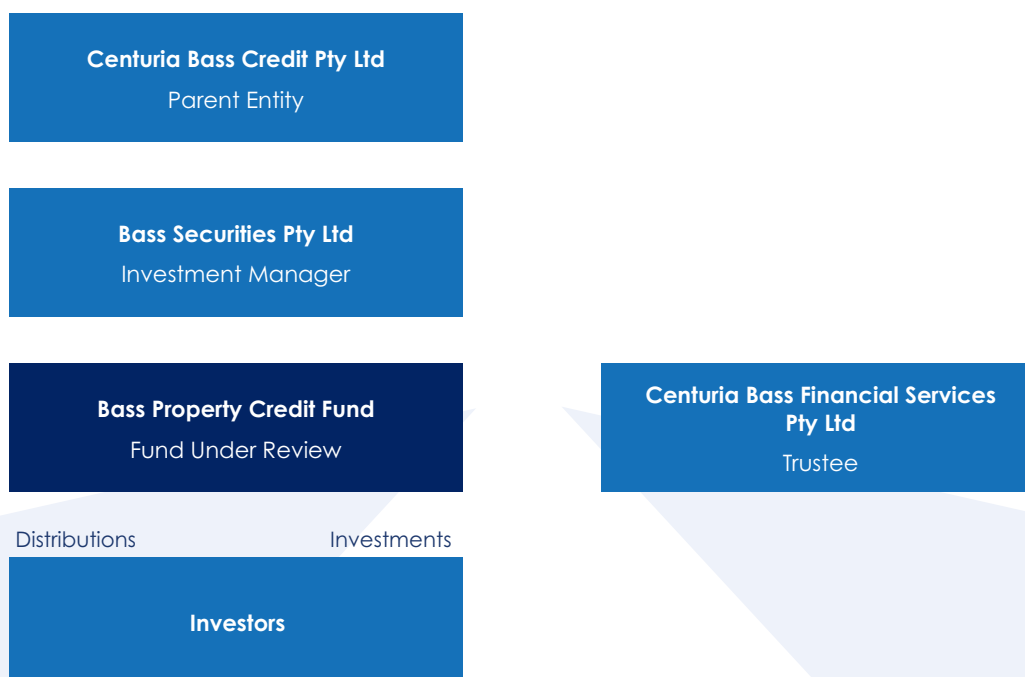 Centuria Bass Credit Pty Ltd
Parent Entity
Bass Securities Pty Ltd
Investment Manager
Bass Property Credit Fund
Fund Under Review
Centuria Bass Financial Services
Pty Ltd
Trustee
Distributions
Investments
Investors